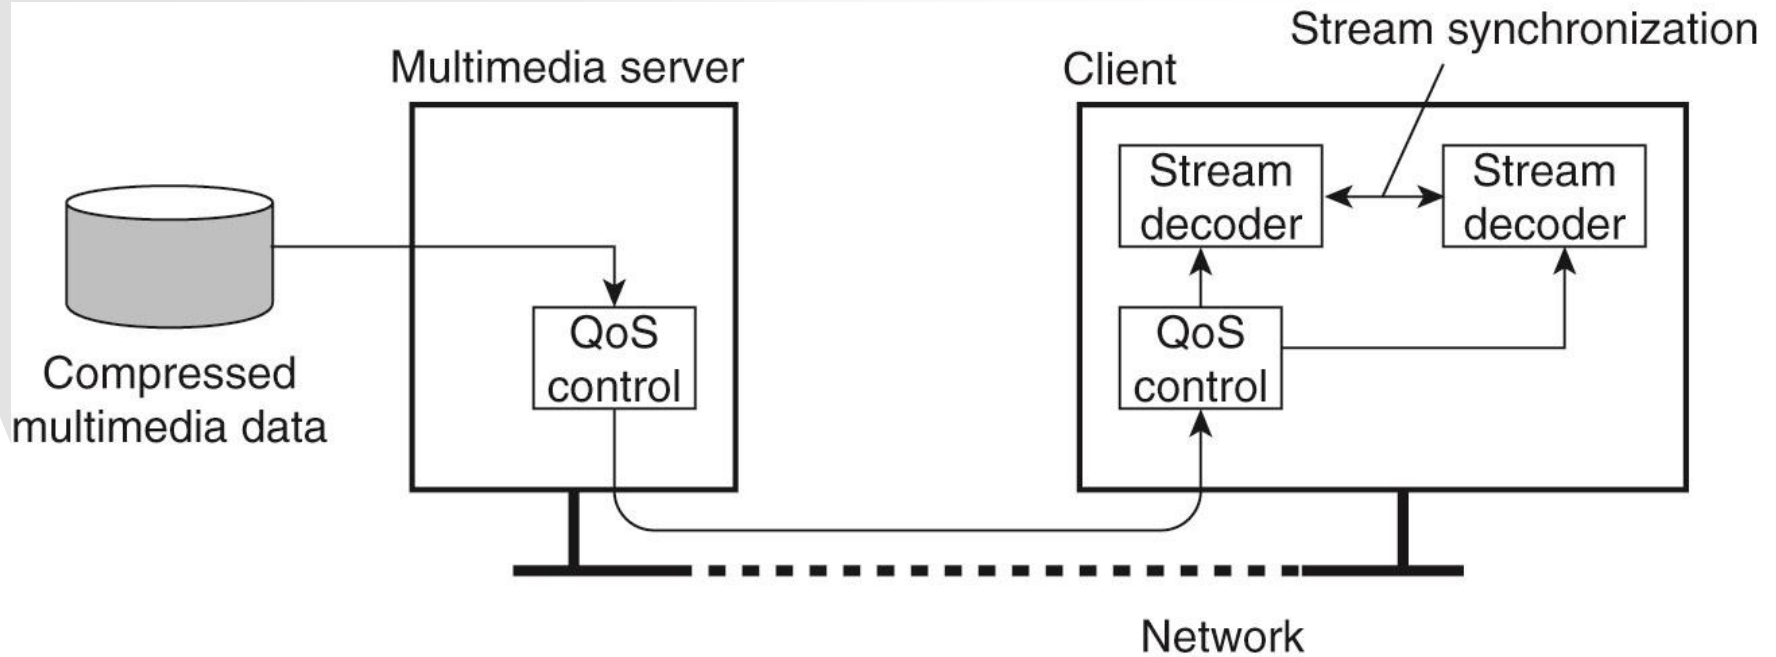 Stream synchronization
Multimedia server
Client
Stream
decoder
Stream
decoder
QoS
control
QoS
control
Compressed
multimedia data
Network